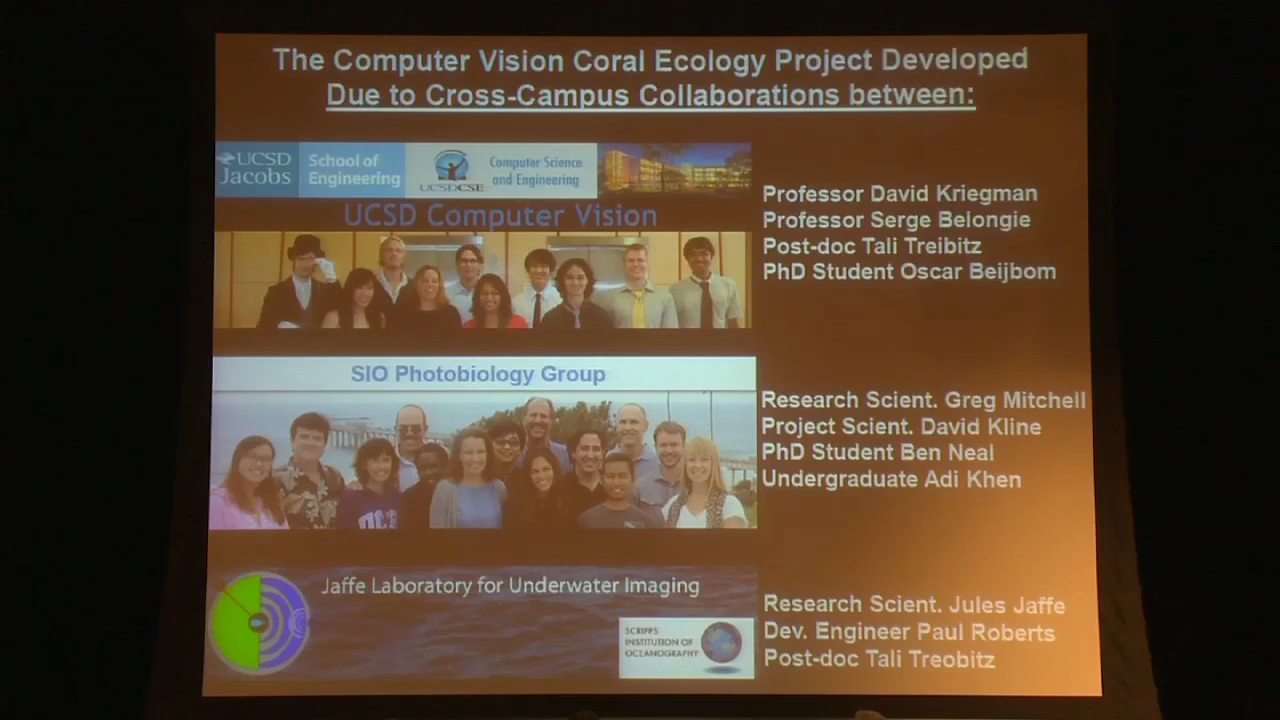 The Computer Vision Coral Ecology Project Developed
Due to Cross-Campus Collaborations between:
UCSD
Jacobs
School of
Engineering
UCSDCSE
Computer Science
and Engineering
UCSD Computer Vision
Professor David Kriegman
Professor Serge Belongie
Post-doc Tali Treibitz
PhD Student Oscar Beijbom
SIO Photobiology Group
UCS
Research Scient. Greg Mitchell
Project Scient. David Kline
PhD Student Ben Neal
Undergraduate Adi Khen
Jaffe Laboratory for Underwater Imaging
SCRIPPS
INSTITUTION OF
OCEANOGRAPHY
Research Scient. Jules Jaffe
Dev. Engineer Paul Roberts
Post-doc Tali Treobitz